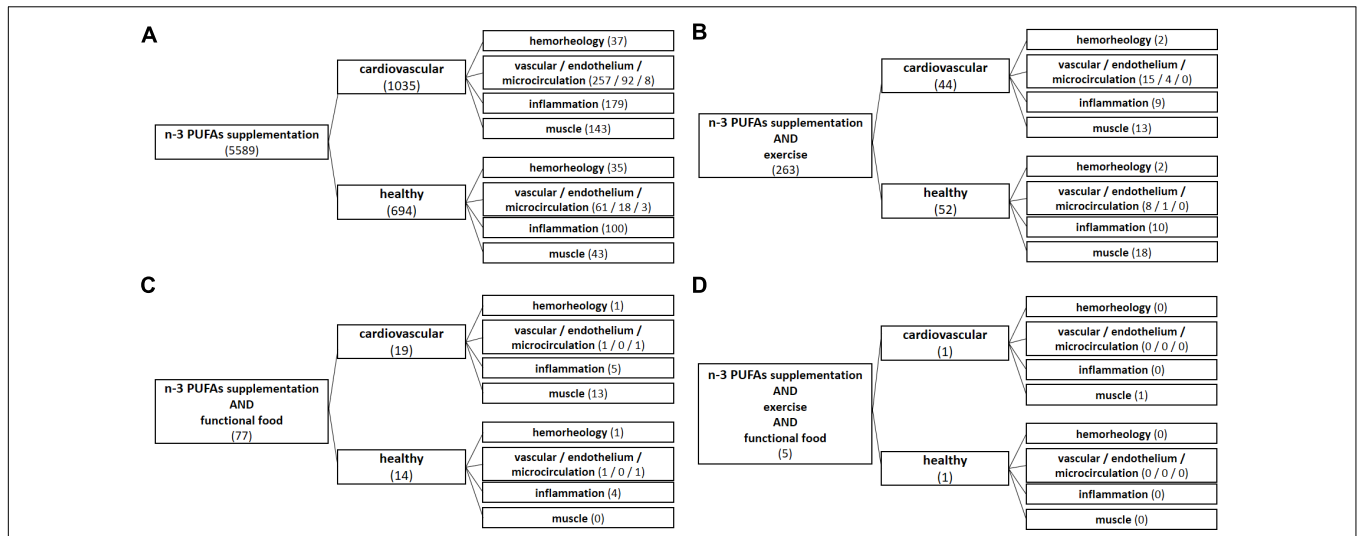 A
n-3 PUFAs supplementation
(5589)
cardiovascular
(1035)
hemorheology (37)
vascular / endothelium /
microcirculation (257 / 92 / 8)
inflammation (179)
muscle (143)
healthy
(694)
hemorheology (35)
vascular / endothelium /
microcirculation (61 / 18 / 3)
inflammation (100)
muscle (43)
B
n-3 PUFAs supplementation
AND
exercise
(263)
cardiovascular
(44)
hemorheology (2)
vascular / endothelium /
microcirculation (15 / 4 / 0)
inflammation (9)
muscle (13)
healthy
(52)
hemorheology (2)
vascular / endothelium /
microcirculation (8 / 1 / 0)
inflammation (10)
muscle (18)
C
n-3 PUFAs supplementation
AND
functional food
(77)
cardiovascular
(19)
hemorheology (1)
vascular / endothelium /
microcirculation (1 / 0 / 1)
inflammation (5)
muscle (13)
healthy
(14)
hemorheology (1)
vascular / endothelium /
microcirculation (1 / 0 / 1)
inflammation (4)
muscle (0)
D
n-3 PUFAs supplementation
AND
exercise
AND
functional food
(5)
cardiovascular
(1)
hemorheology (0)
vascular / endothelium /
microcirculation (0 / 0 / 0)
inflammation (0)
muscle (1)
healthy
(1)
hemorheology (0)
vascular / endothelium /
microcirculation (0 / 0 / 0)
inflammation (0)
muscle (0)